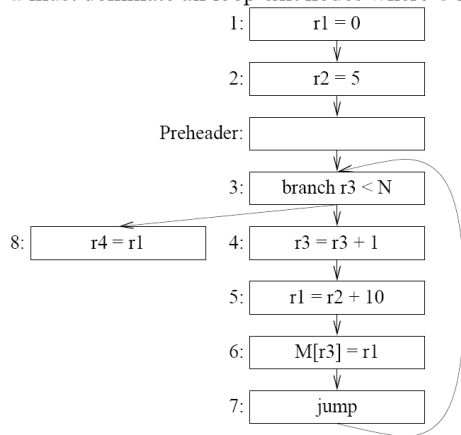 1: r1 = 0
2: r2 = 5
Preheader:
3: branch r3 < N
8: r4 = r1
4: r3 = r3 + 1
5: r1 = r2 + 10
6: M[r3] = r1
7: jump